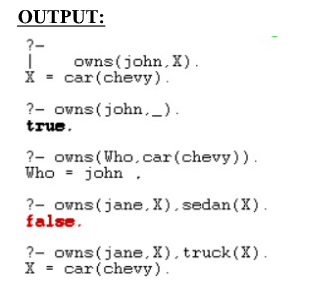 OUTPUT:
?-
|    owns(john,X).
X = car(chevy).
?- owns(john,_).
true.
?- owns(Who,car(chevy)).
Who = john .
?- owns(jane,X),sedan(X).
false.
?- owns(jane,X),truck(X).
X = car(chevy).